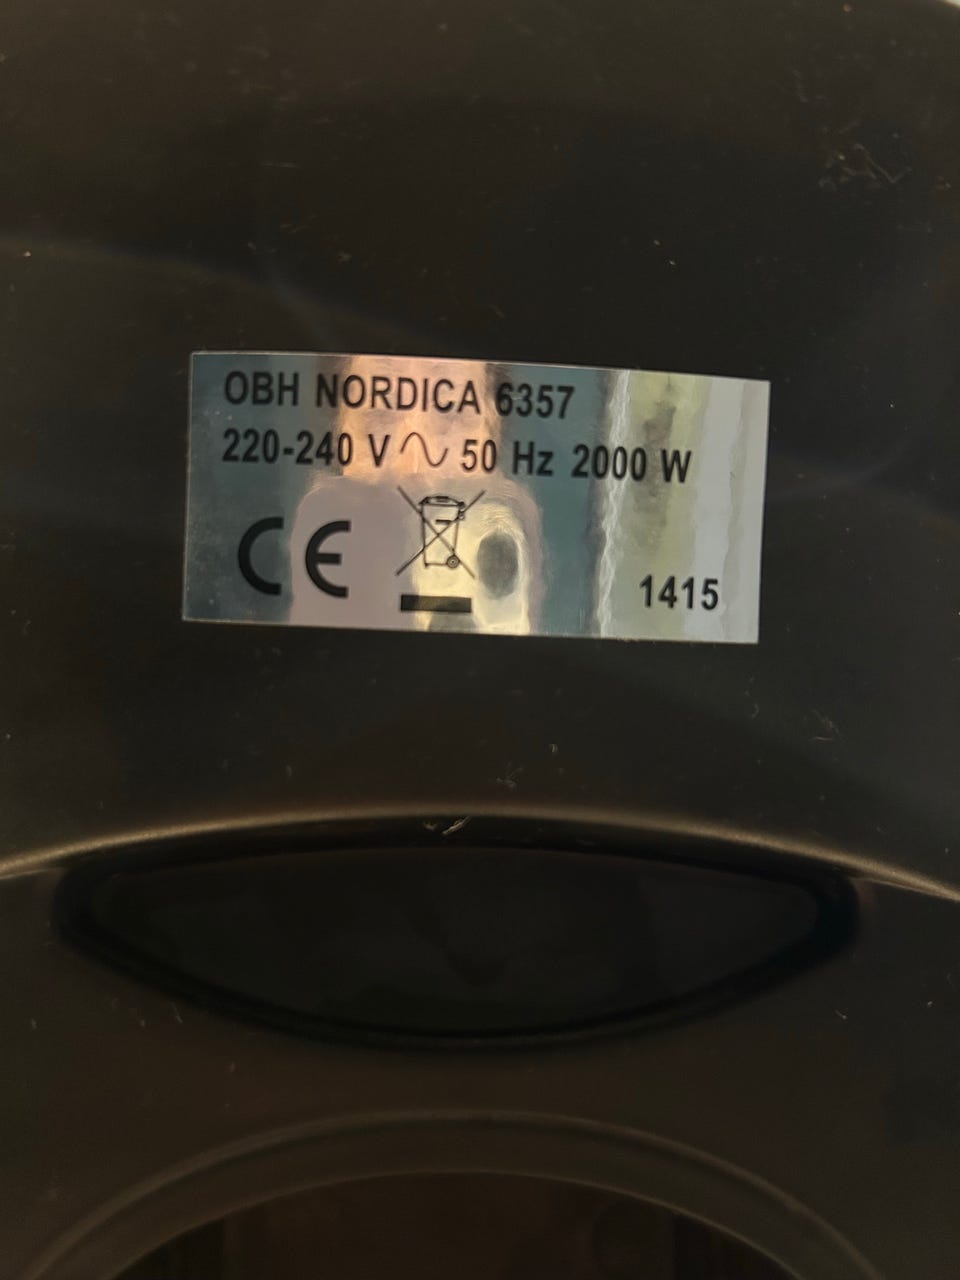 OBH NORDICA 6357
220-240 V ∿ 50 Hz 2000 W
CE
1415